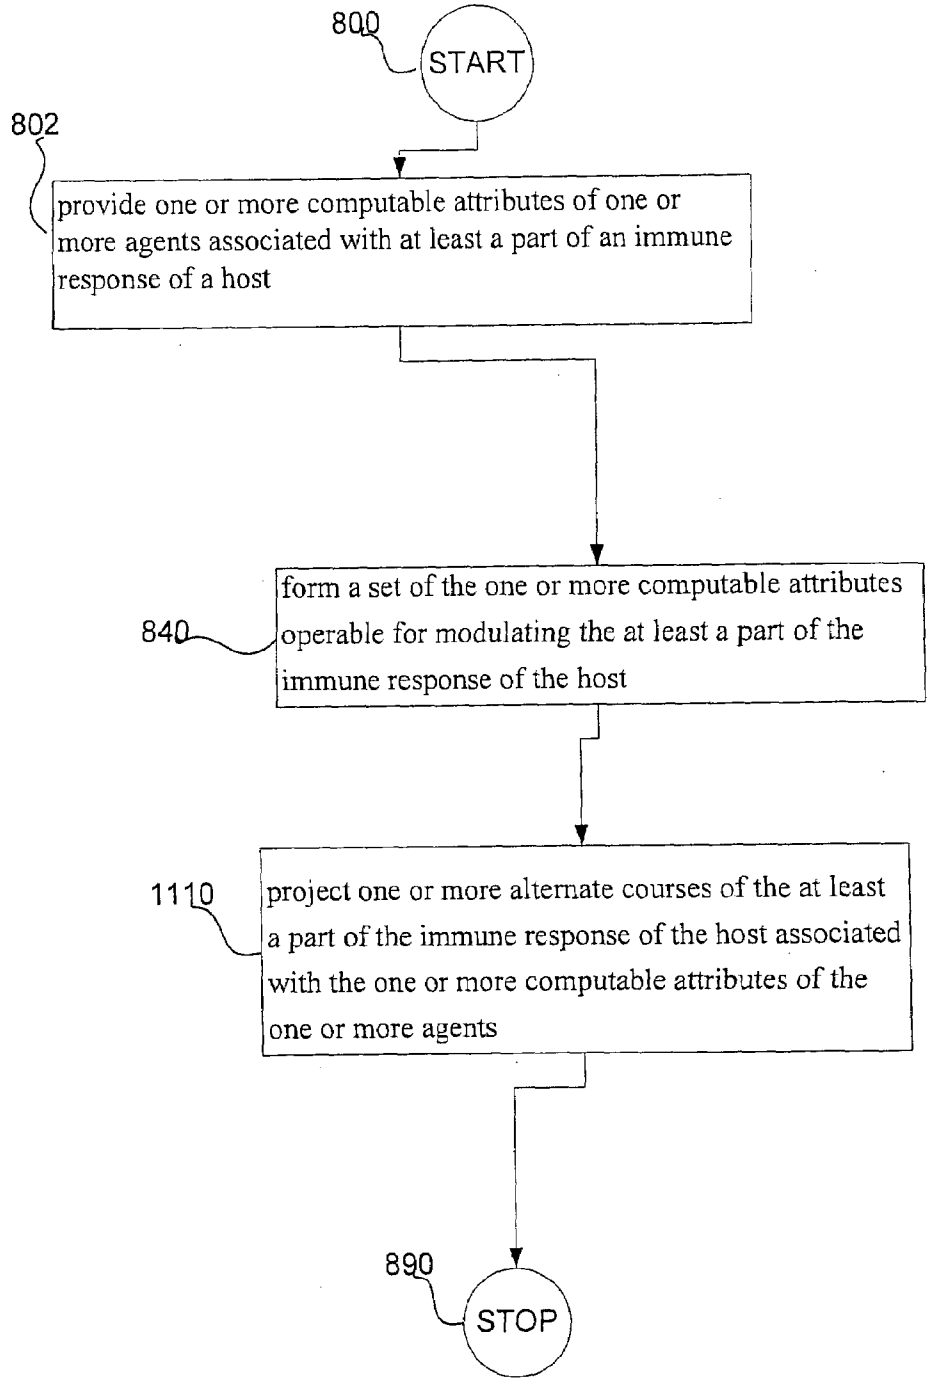 800
START
802
provide one or more computable attributes of one or
more agents associated with at least a part of an immune
response of a host
form a set of the one or more computable attributes
840
operable for modulating the at least a part of the
immune response of the host
1110
project one or more alternate courses of the at least
a part of the immune response of the host associated
with the one or more computable attributes of the
one or more agents
890
STOP